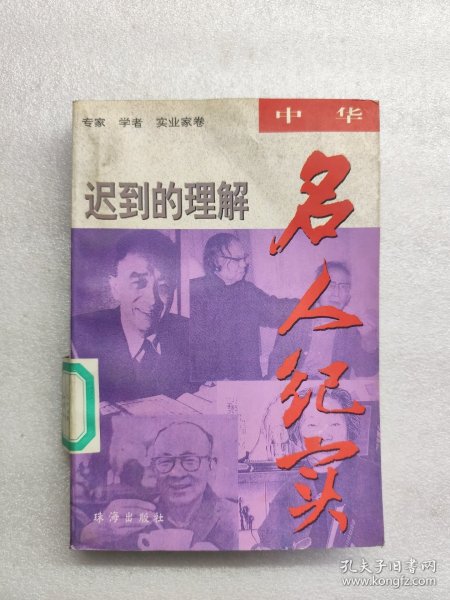 专家 学者 实业家卷
中华
迟到的理解
名人纪实
珠海出版社
孔夫子旧书网
www.kongfz.com